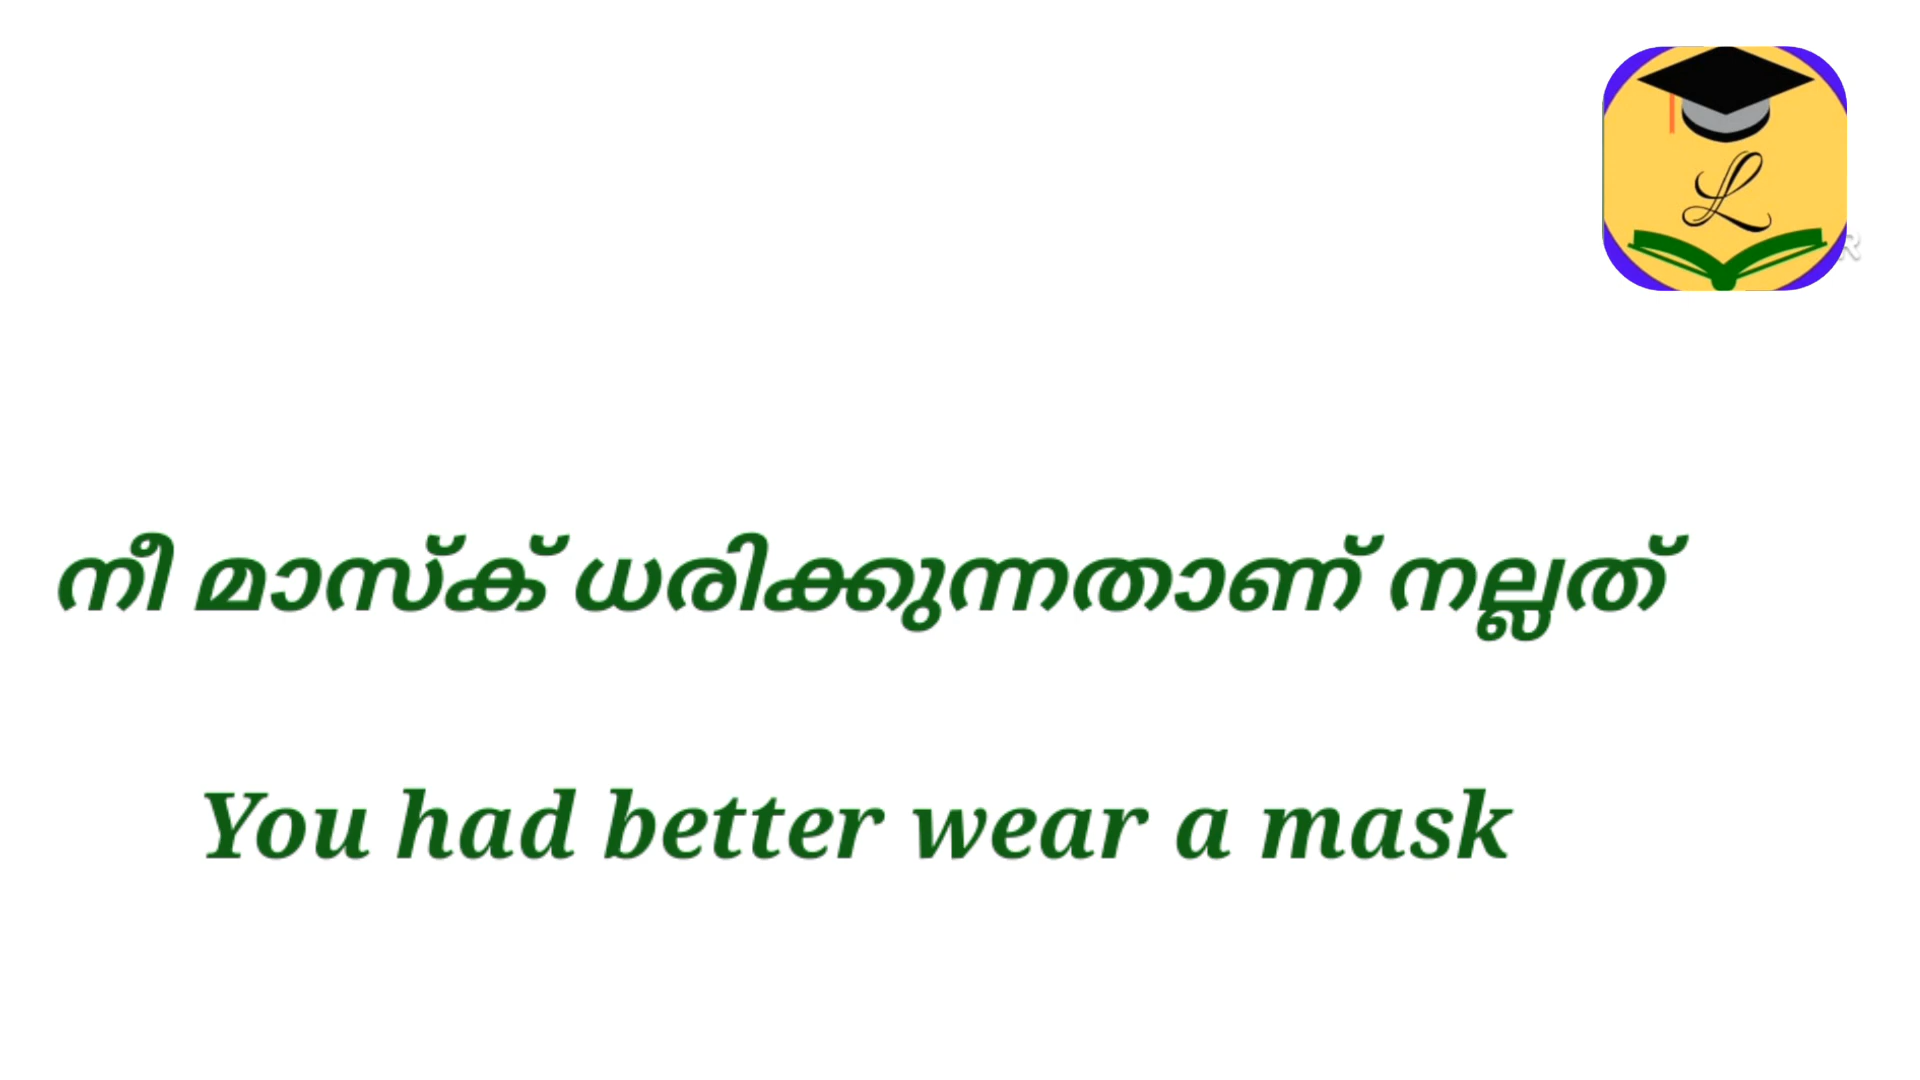 L
നീ മാസ്ക് ധരിക്കുന്നതാണ് നല്ലത്
You had better wear a mask